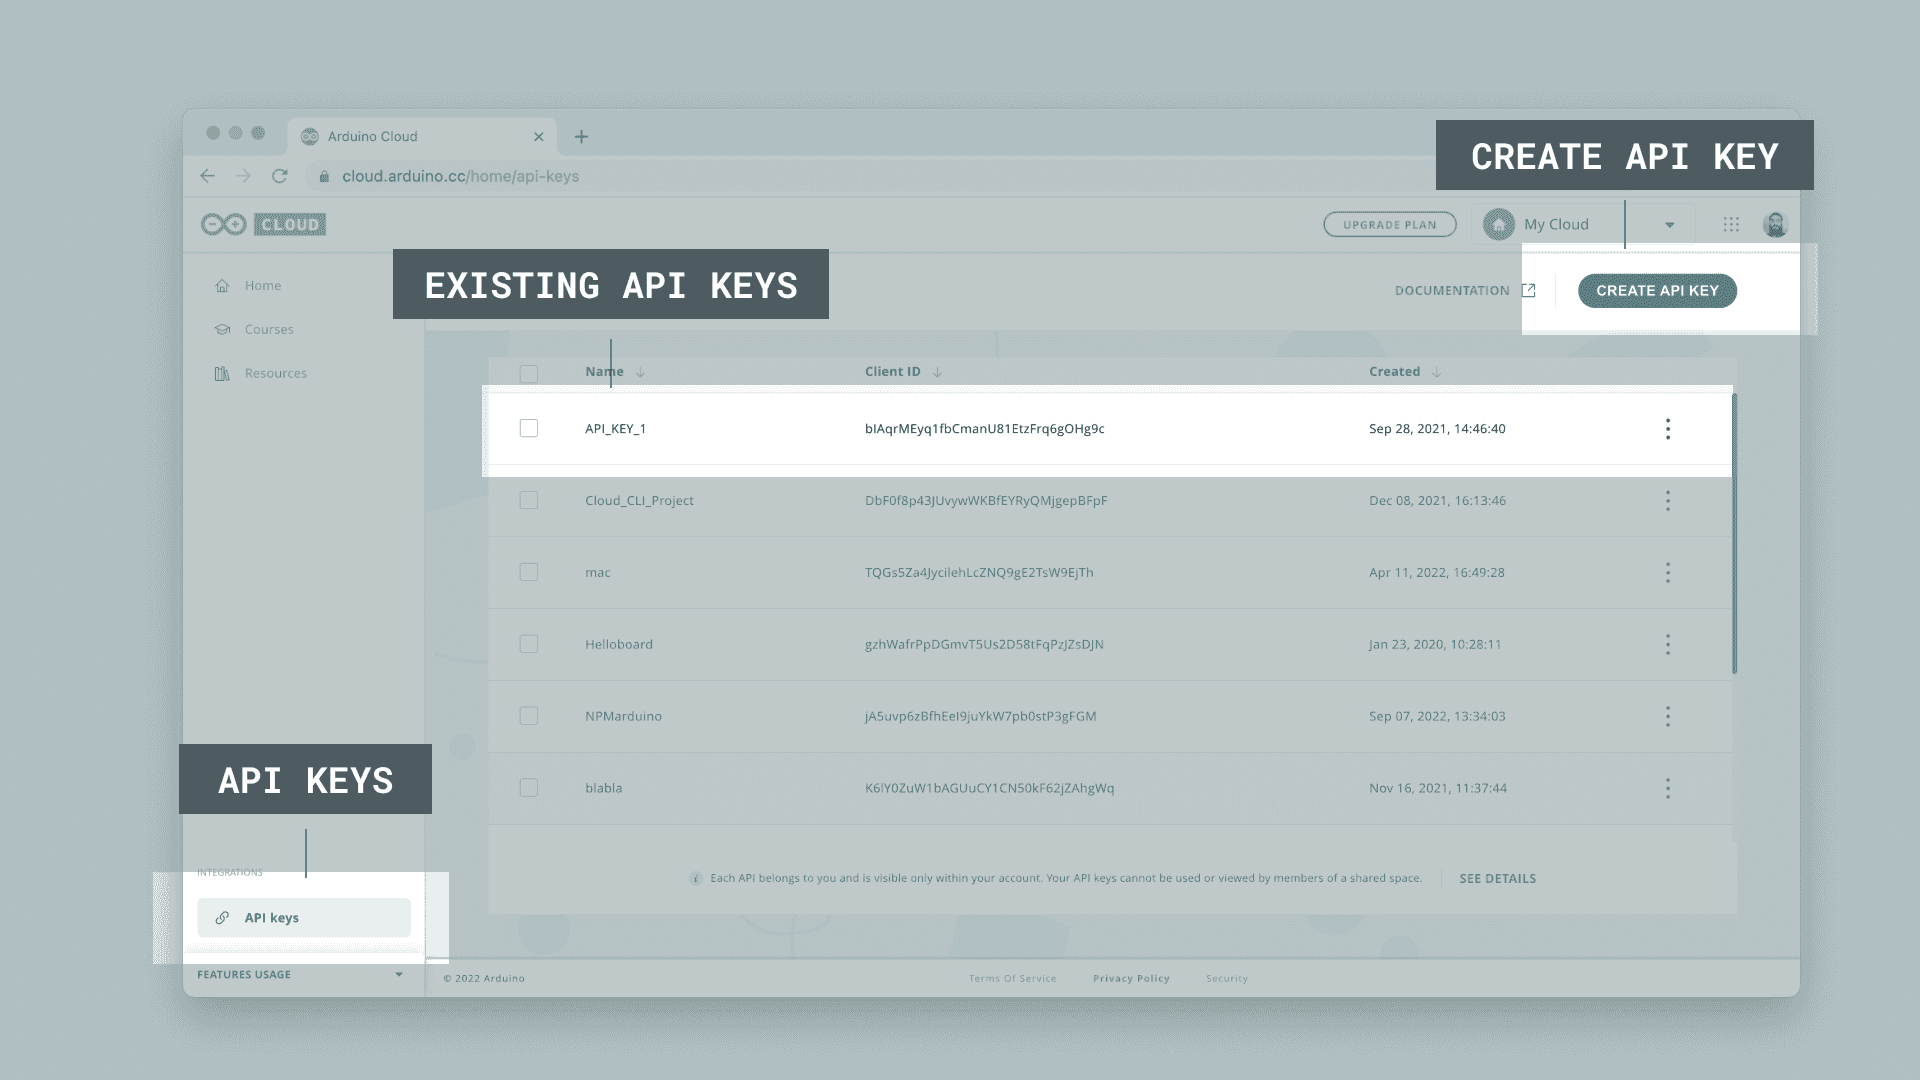 Arduino Cloud
cloud.arduino.cc/home/api-keys
CREATE API KEY
CLOUD
UPGRADE PLAN
My Cloud
EXISTING API KEYS
Home
Courses
Resources
DOCUMENTATION
CREATE API KEY
Name
Client ID
Created
API_KEY_1 bIAqrMEyq1fbCmanU81EtzFrq6gOHg9c Sep 28, 2021, 14:46:40
Cloud_CLI_Project DbF0f8p43JUvywWKBfEYRyQMjgepBFpF Dec 08, 2021, 16:13:46
mac TQGs5Za4JycilehLcZNQ9gE2TsW9EjTh Apr 11, 2022, 16:49:28
Helloboard gzhWafrPpDGmvT5Us2D58tFqPzJZsDJN Jan 23, 2020, 10:28:11
NPMarduino jA5uvp6zBfhEeI9juYkW7pb0stP3gFGM Sep 07, 2022, 13:34:03
blabla K6lY0ZuW1bAGUuCY1CN50kF62jZAhgWq Nov 16, 2021, 11:37:44
API KEYS
INTEGRATIONS
API keys
FEATURES USAGE
Each API belongs to you and is visible only within your account. Your API keys cannot be used or viewed by members of a shared space.
SEE DETAILS
© 2022 Arduino
Terms Of Service
Privacy Policy
Security